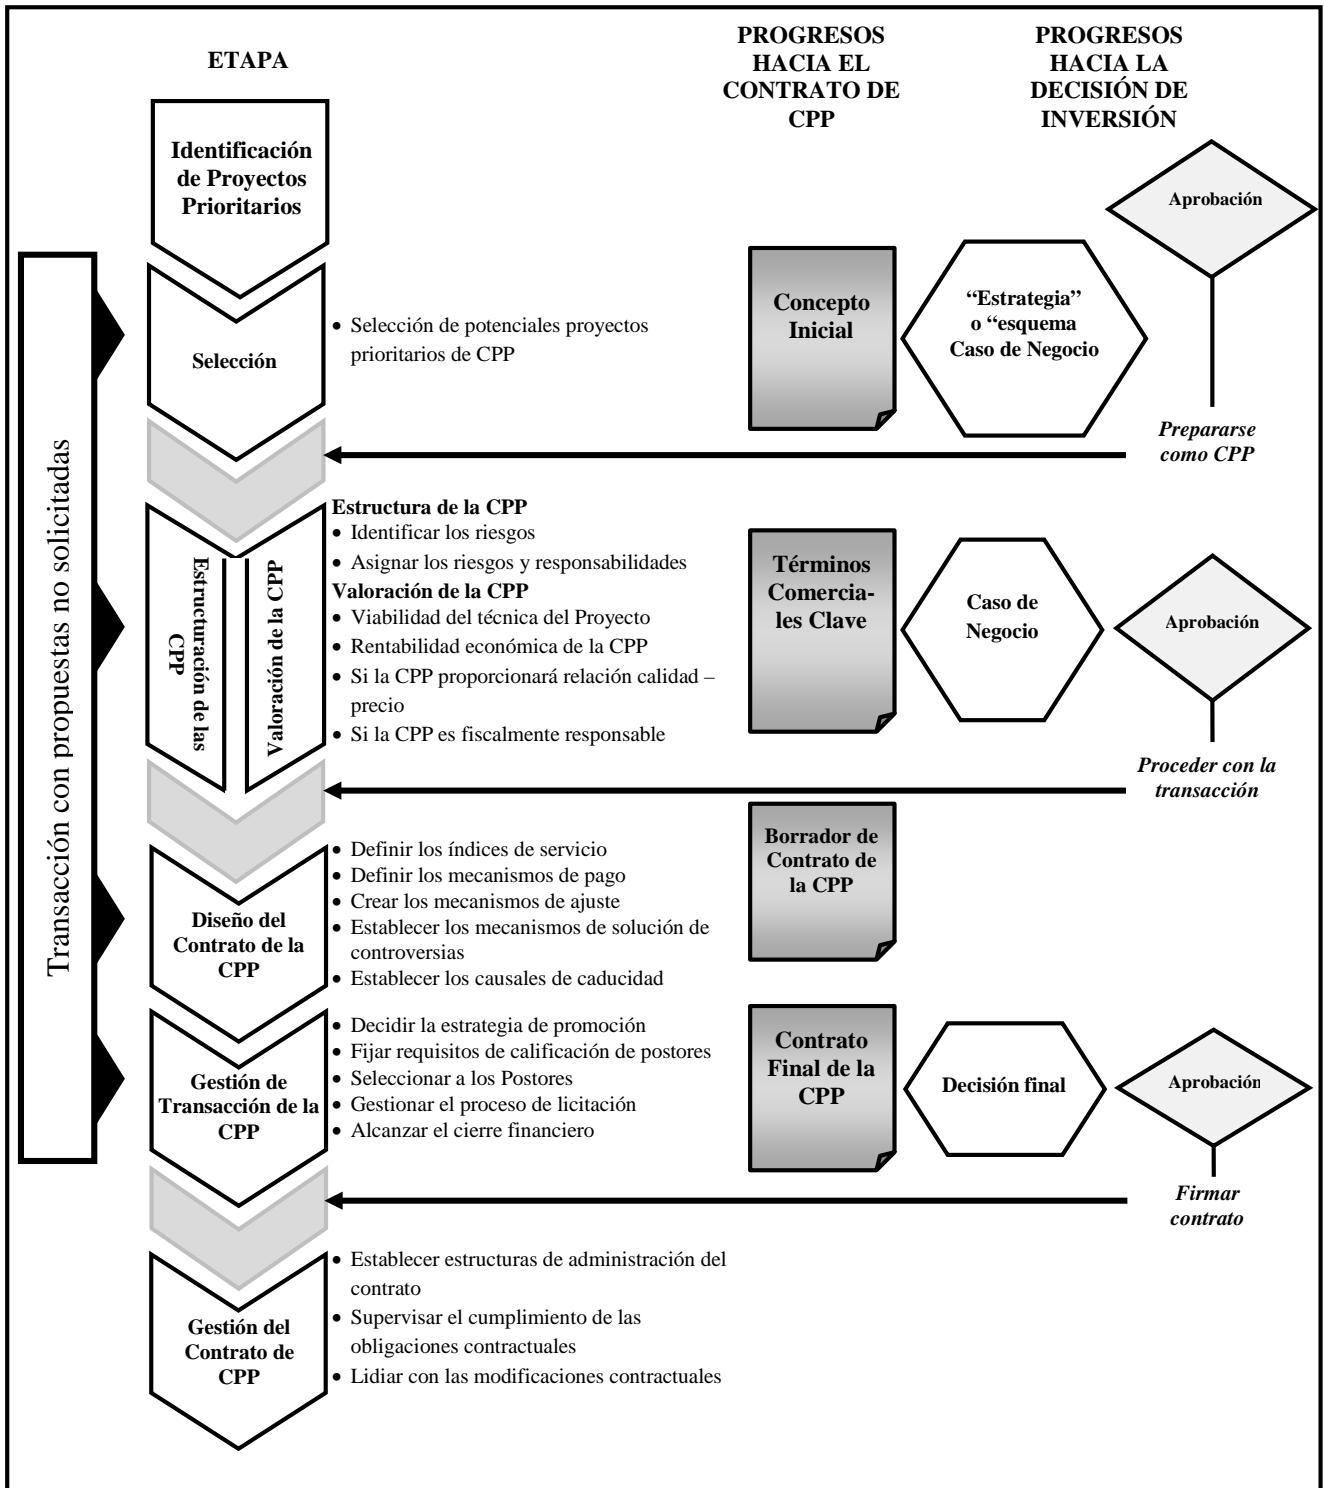 ETAPA
PROGRESOS
HACIA EL
CONTRATO DE
CPP
PROGRESOS
HACIA LA
DECISIÓN DE
INVERSIÓN
Identificación
de Proyectos
Prioritarios
Aprobación
Transacción con propuestas no solicitadas
Selección
• Selección de potenciales proyectos
prioritarios de CPP
Concepto
Inicial
“Estrategia”
o “esquema
Caso de Negocio
Prepararse
como CPP
Estructuración de las
CPP
Valoración de la CPP
Estructura de la CPP
• Identificar los riesgos
• Asignar los riesgos y responsabilidades
Valoración de la CPP
• Viabilidad del técnica del Proyecto
• Rentabilidad económica de la CPP
• Si la CPP proporcionará relación calidad –
precio
• Si la CPP es fiscalmente responsable
Términos
Comercia-
les Clave
Caso de
Negocio
Aprobación
Proceder con la
transacción
Diseño del
Contrato de la
CPP
• Definir los índices de servicio
• Definir los mecanismos de pago
• Crear los mecanismos de ajuste
• Establecer los mecanismos de solución de
controversias
• Establecer los causales de caducidad
Borrador de
Contrato de
la CPP
Gestión de
Transacción de la
CPP
• Decidir la estrategia de promoción
• Fijar requisitos de calificación de postores
• Seleccionar a los Postores
• Gestionar el proceso de licitación
• Alcanzar el cierre financiero
Contrato
Final de la
CPP
Decisión final
Aprobación
Firmar
contrato
Gestión del
Contrato de
CPP
• Establecer estructuras de administración del
contrato
• Supervisar el cumplimiento de las
obligaciones contractuales
• Lidiar con las modificaciones contractuales